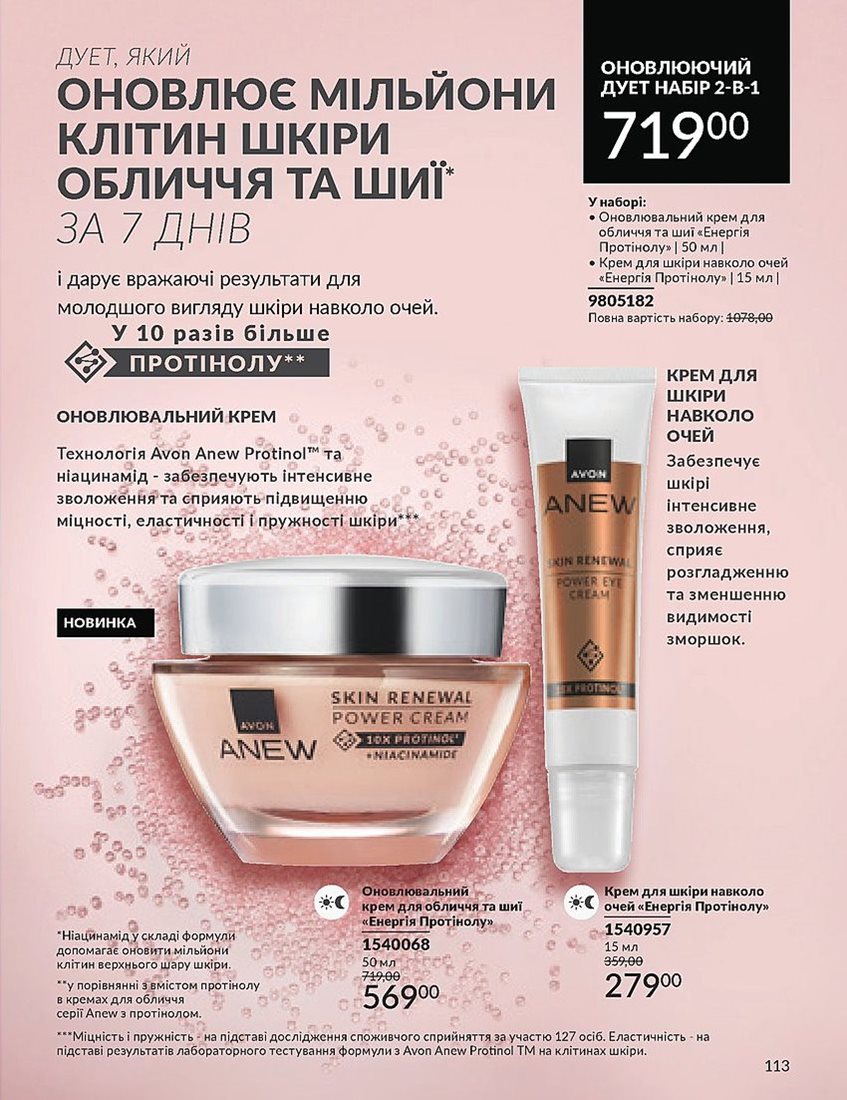 ДУЕТ, ЯКИЙ
ОНОВЛЮЄ МІЛЬЙОНИ
КЛІТИН ШКІРИ
ОБЛИЧЧЯ ТА ШИЇ*
ЗА 7 ДНІВ
і дарує вражаючі результати для
молодшого вигляду шкіри навколо очей.
У 10 разів більше
ПРОТІНОЛУ**
ОНОВЛЮЮЧИЙ
ДУЕТ НАБІР 2-В-1
719⁰⁰
У наборі:
• Оновлювальний крем для
обличчя та шиї «Енергія
Протінолу» | 50 мл |
• Крем для шкіри навколо очей
«Енергія Протінолу» | 15 мл |
9805182
Повна вартість набору: 1078,00
ОНОВЛЮВАЛЬНИЙ КРЕМ
Технологія Avon Anew Protinol™ та
ніацинамід - забезпечують інтенсивне
зволоження та сприяють підвищенню
міцності, еластичності і пружності шкіри***
КРЕМ ДЛЯ
ШКІРИ
НАВКОЛО
ОЧЕЙ
Забезпечує
шкірі
інтенсивне
зволоження,
сприяє
розгладженню
та зменшенню
видимості
зморшок.
НОВИНКА
AVON
ANEW
SKIN RENEWAL
POWER CREAM
10X PROTINOL*
+NIACINAMIDE
AVON
ANEW
SKIN RENEWAL
POWER EYE
CREAM
10X PROTINOL*
Оновлювальний
крем для обличчя та шиї
«Енергія Протінолу»
1540068
50 мл
719,00
569⁰⁰
Крем для шкіри навколо
очей «Енергія Протінолу»
1540957
15 мл
359,00
279⁰⁰
*Ніацинамід у складі формули
допомагає оновити мільйони
клітин верхнього шару шкіри.
**у порівнянні з вмістом протінолу
в кремах для обличчя
серії Anew з протінолом.
***Міцність і пружність - на підставі дослідження споживчого сприйняття за участю 127 осіб. Еластичність - на
підставі результатів лабораторного тестування формули з Avon Anew Protinol TM на клітинах шкіри.
113